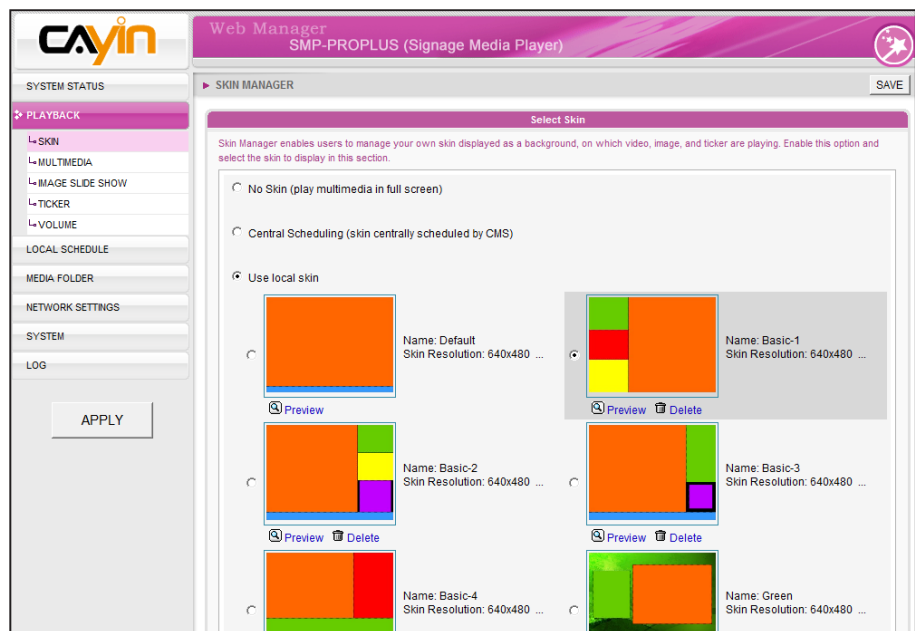 CAyin
Web Manager
SMP-PROPLUS (Signage Media Player)
SYSTEM STATUS
PLAYBACK
SKIN
MULTIMEDIA
IMAGE SLIDE SHOW
TICKER
VOLUME
LOCAL SCHEDULE
MEDIA FOLDER
NETWORK SETTINGS
SYSTEM
LOG
APPLY
SKIN MANAGER
SAVE
Select Skin
Skin Manager enables users to manage your own skin displayed as a background, on which video, image, and ticker are playing. Enable this option and
select the skin to display in this section.
No Skin (play multimedia in full screen)
Central Scheduling (skin centrally scheduled by CMS)
Use local skin
Name: Default
Skin Resolution: 640x480 ...
Preview
Name: Basic-1
Skin Resolution: 640x480 ...
Preview Delete
Name: Basic-2
Skin Resolution: 640x480 ...
Preview Delete
Name: Basic-3
Skin Resolution: 640x480 ...
Preview Delete
Name: Basic-4
Skin Resolution: 640x480 ...
Name: Green
Skin Resolution: 640x480 ...